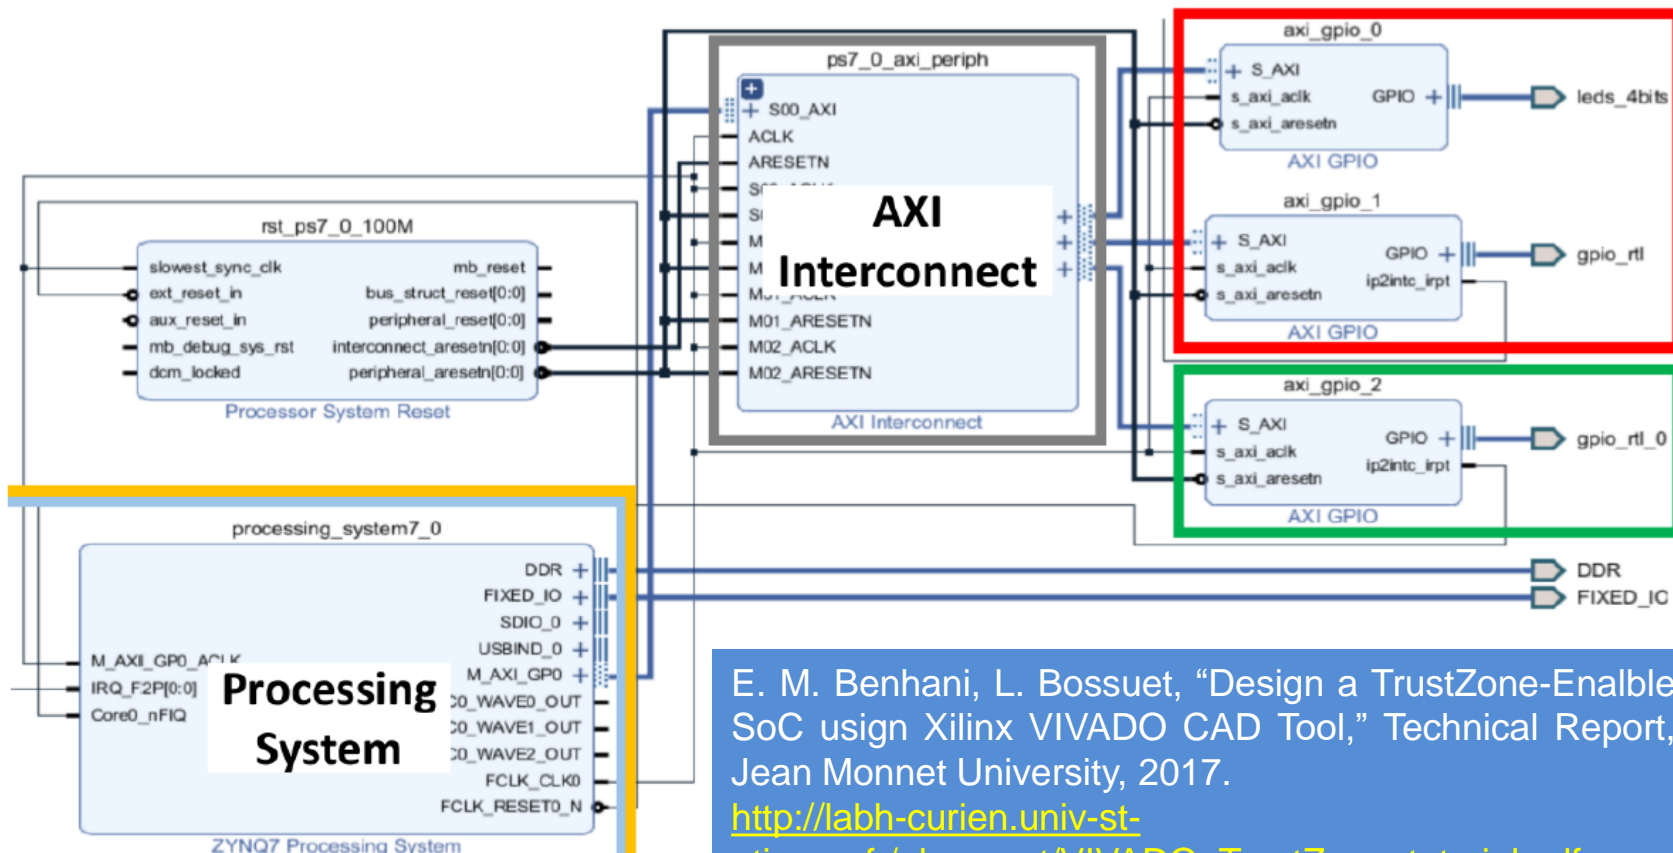 ps7_0_axi_periph
S00_AXI
ACLK
ARESETN
M01_ARESETN
M02_ACLK
M02_ARESETN
AXI
Interconnect
AXI Interconnect
axi_gpio_0
S_AXI
s_axi_aclk
s_axi_aresetn
GPIO
AXI GPIO
leds_4bits
axi_gpio_1
S_AXI
s_axi_aclk
s_axi_aresetn
GPIO
ip2intc_irpt
AXI GPIO
gpio_rtl
axi_gpio_2
S_AXI
s_axi_aclk
s_axi_aresetn
GPIO
ip2intc_irpt
AXI GPIO
gpio_rtl_0
rst_ps7_0_100M
slowest_sync_clk
ext_reset_in
aux_reset_in
mb_debug_sys_rst
dcm_locked
mb_reset
bus_struct_reset[0:0]
peripheral_reset[0:0]
interconnect_aresetn[0:0]
peripheral_aresetn[0:0]
Processor System Reset
processing_system7_0
DDR
FIXED_IO
SDIO_0
USBIND_0
M_AXI_GP0
C0_WAVE0_OUT
C0_WAVE1_OUT
C0_WAVE2_OUT
FCLK_CLK0
FCLK_RESET0_N
M_AXI_GP0_ACLK
IRQ_F2P[0:0]
Core0_nFIQ
Processing
System
ZYNQ7 Processing System
DDR
FIXED_IO
E. M. Benhani, L. Bossuet, “Design a TrustZone-Enalble
SoC usign Xilinx VIVADO CAD Tool,” Technical Report,
Jean Monnet University, 2017.
http://labh-curien.univ-st-